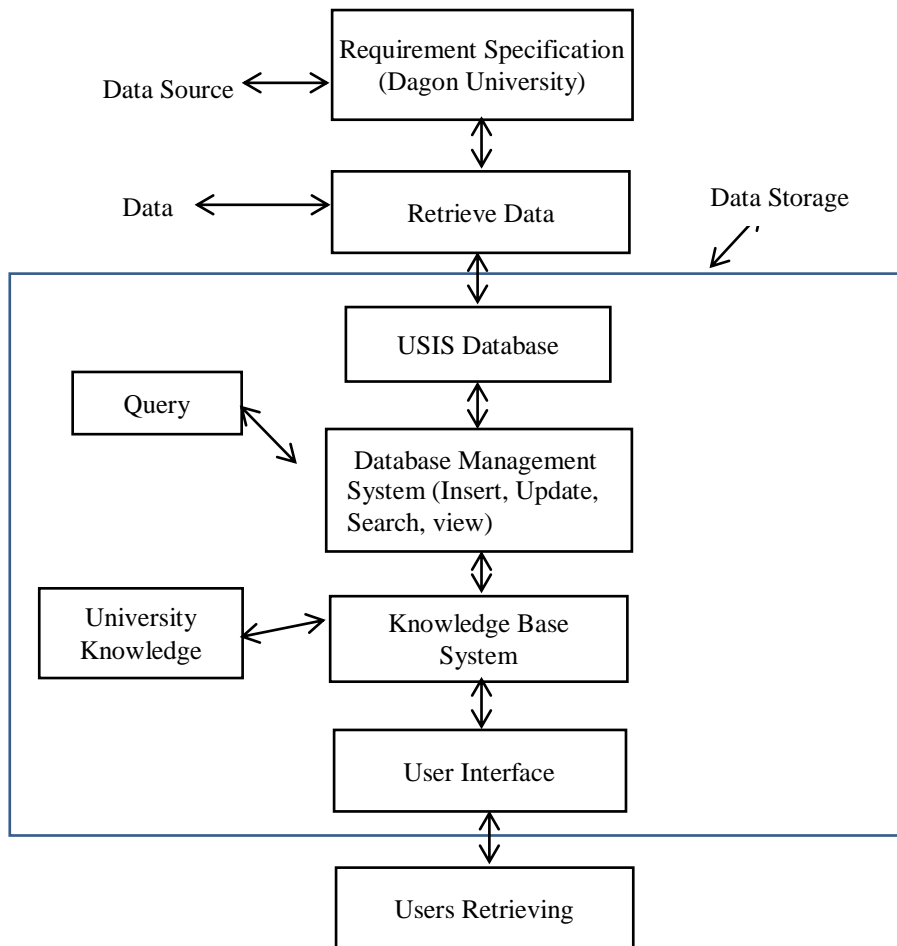 Requirement Specification
(Dagon University)
Data Source
Data
Retrieve Data
Data Storage
USIS Database
Query
Database Management
System (Insert, Update,
Search, view)
University
Knowledge
Knowledge Base
System
User Interface
Users Retrieving